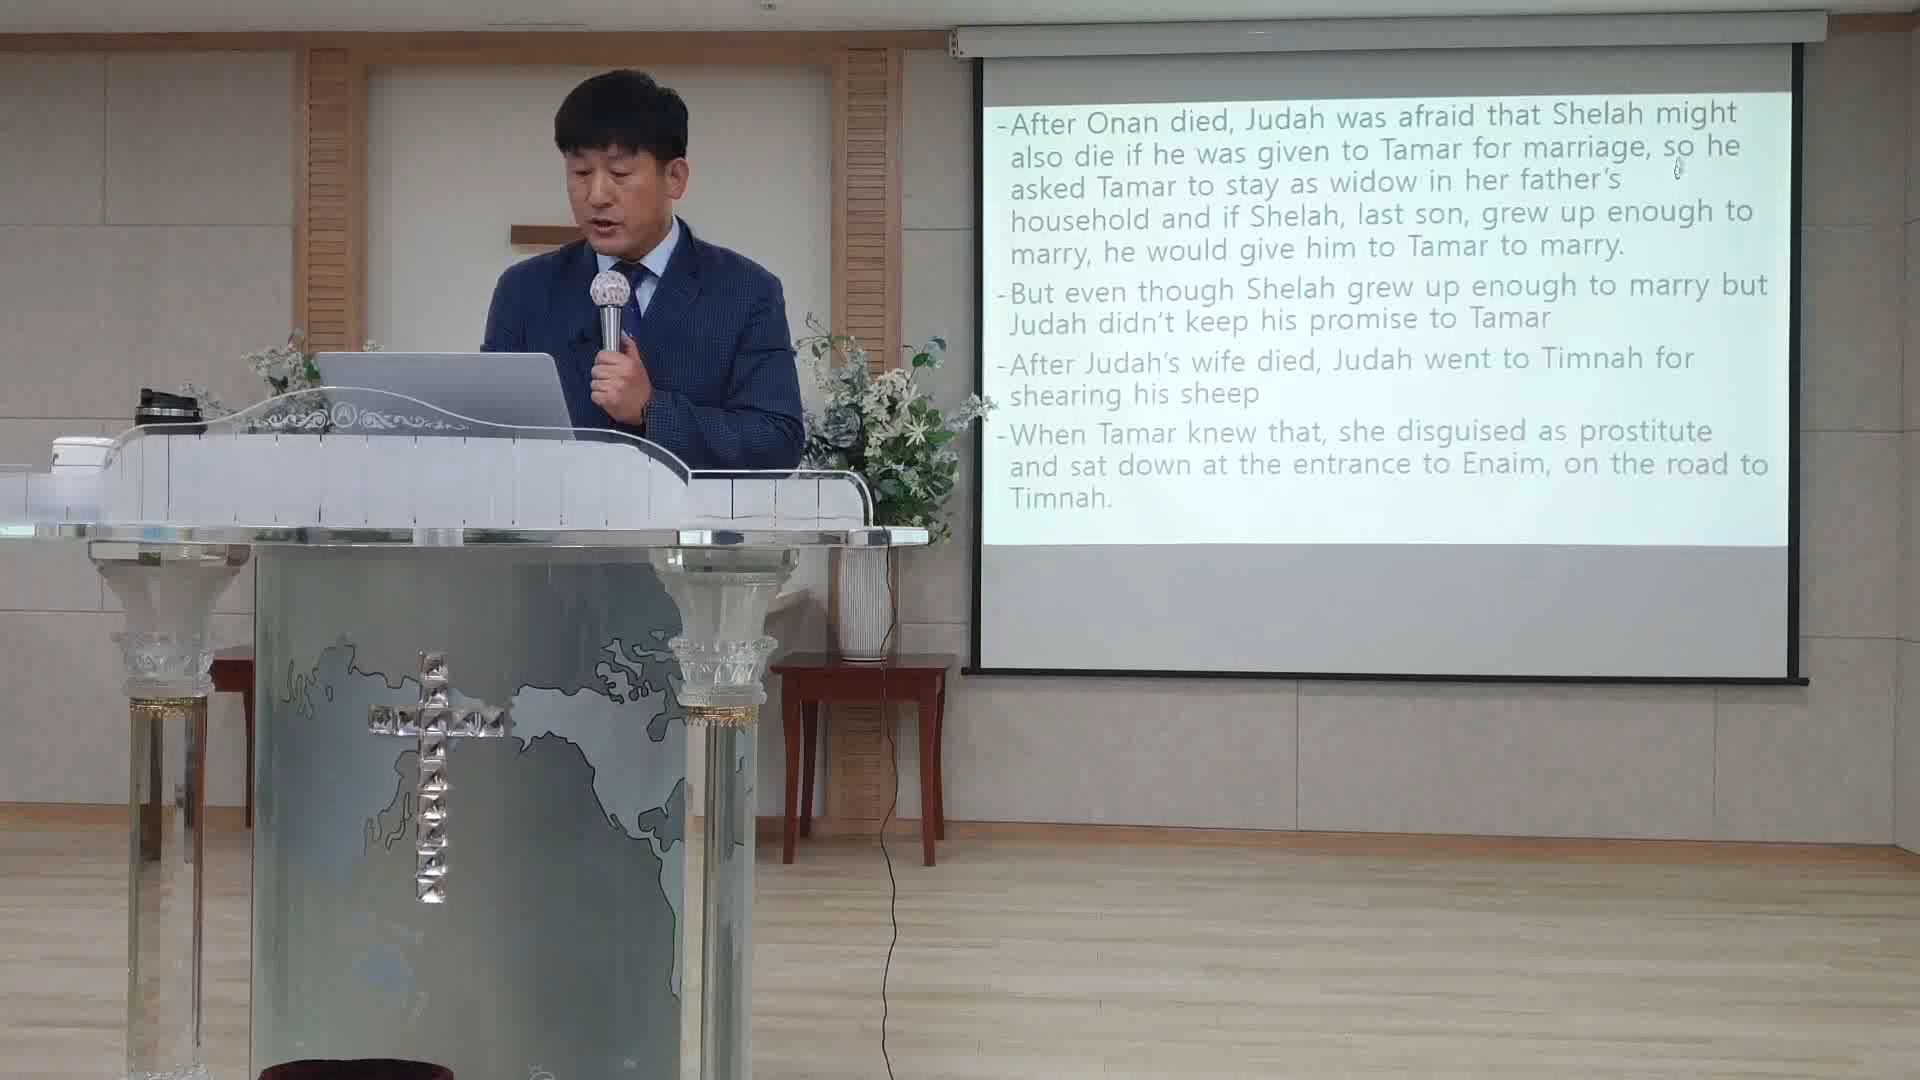 -After Onan died, Judah was afraid that Shelah might
also die if he was given to Tamar for marriage, so he
asked Tamar to stay as widow in her father's
household and if Shelah, last son, grew up enough to
marry, he would give him to Tamar to marry.
-But even though Shelah grew up enough to marry but
Judah didn't keep his promise to Tamar
-After Judah's wife died, Judah went to Timnah for
shearing his sheep
-When Tamar knew that, she disguised as prostitute
and sat down at the entrance to Enaim, on the road to
Timnah.